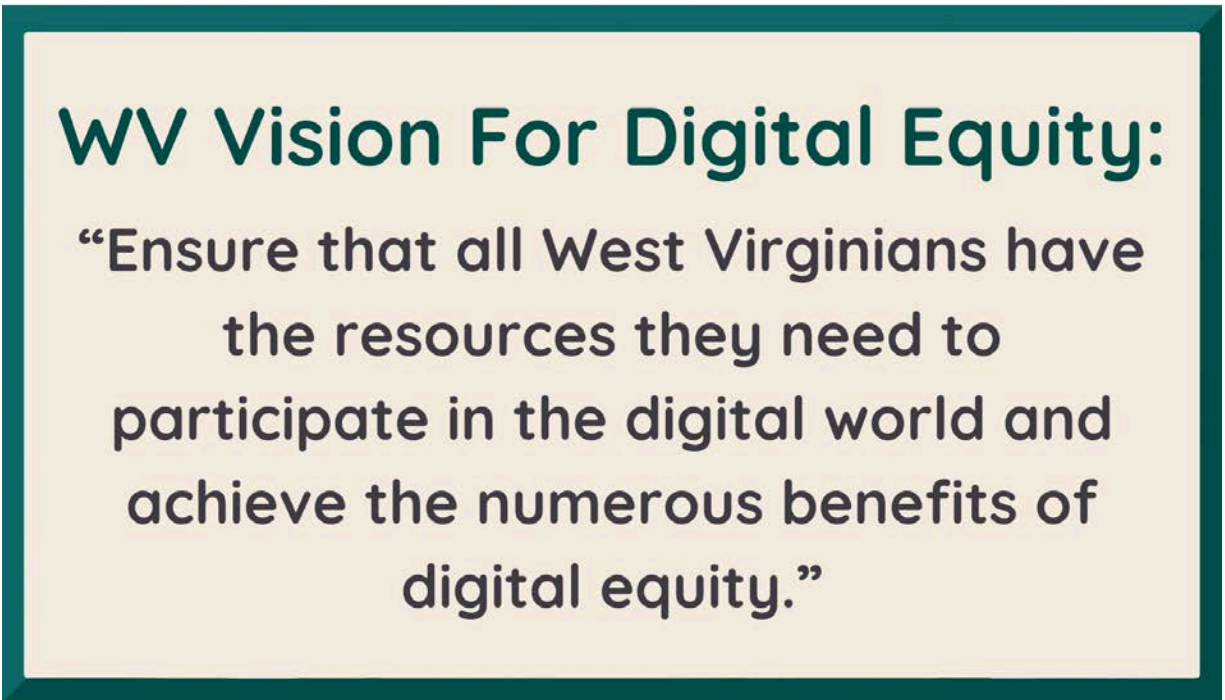 WV Vision For Digital Equity:
“Ensure that all West Virginians have
the resources they need to
participate in the digital world and
achieve the numerous benefits of
digital equity.”